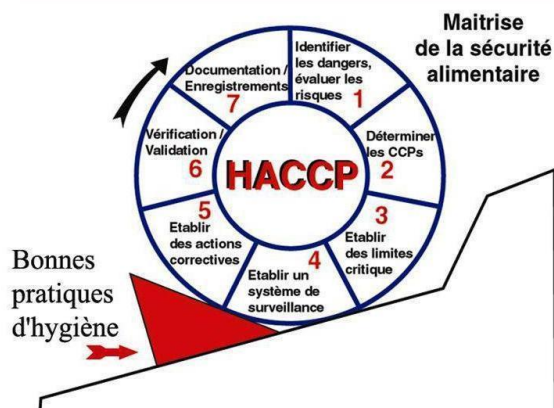 Maitrise
de la sécurité
alimentaire
Identifier
les dangers,
évaluer les
risques
1
Déterminer
les CCPs
2
3
Etablir
des limites
critique
4
Etablir un
système de
surveillance
5
Etablir
des actions
correctives
Vérification /
Validation
6
Documentation /
Enregistrements
7
HACCP
Bonnes
pratiques
d'hygiène